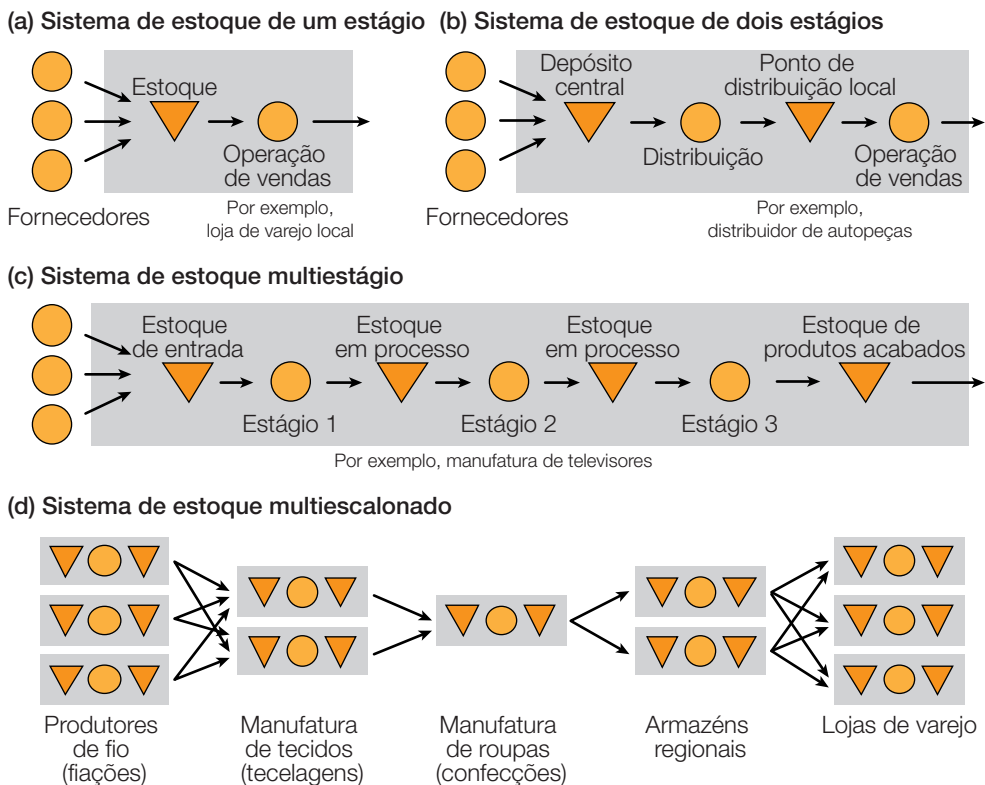 (a) Sistema de estoque de um estágio
(b) Sistema de estoque de dois estágios
Estoque
Operação
de vendas
Fornecedores
Por exemplo,
loja de varejo local
Depósito
central
Ponto de
distribuição local
Distribuição
Operação
de vendas
Fornecedores
Por exemplo,
distribuidor de autopeças
(c) Sistema de estoque multiestágio
Estoque
de entrada
Estoque
em processo
Estoque
em processo
Estoque de
produtos acabados
Estágio 1
Estágio 2
Estágio 3
Por exemplo, manufatura de televisores
(d) Sistema de estoque multiescalonado
Produtores
de fio
(fiações)
Manufatura
de tecidos
(tecelagens)
Manufatura
de roupas
(confecções)
Armazéns
regionais
Lojas de varejo